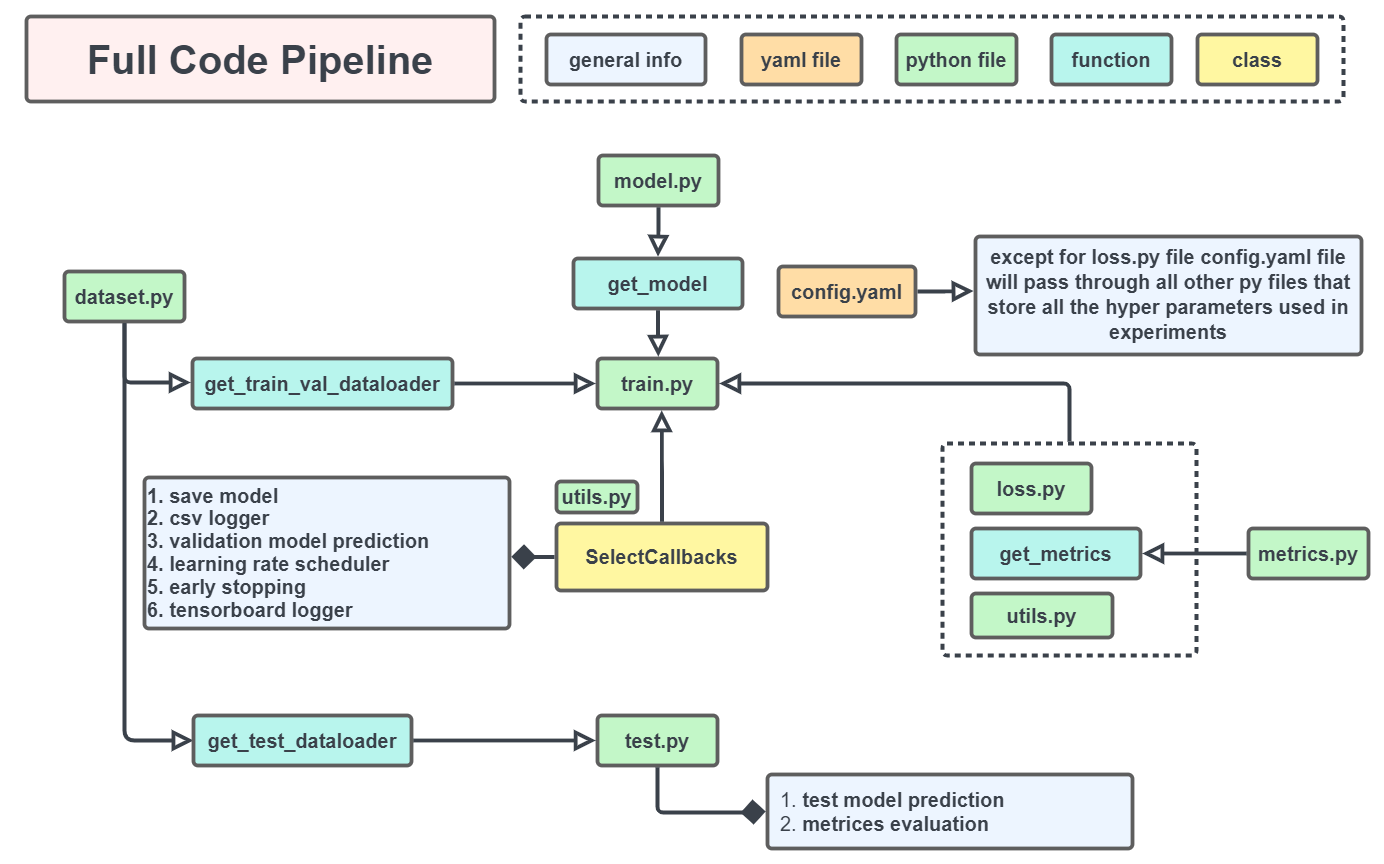 Full Code Pipeline
general info
yaml file
python file
function
class
model.py
get_model
config.yaml
except for loss.py file config.yaml file
will pass through all other py files that
store all the hyper parameters used in
experiments
dataset.py
get_train_val_dataloader
train.py
1. save model
2. csv logger
3. validation model prediction
4. learning rate scheduler
5. early stopping
6. tensorboard logger
utils.py
SelectCallbacks
loss.py
get_metrics
utils.py
metrics.py
get_test_dataloader
test.py
1. test model prediction
2. metrices evaluation